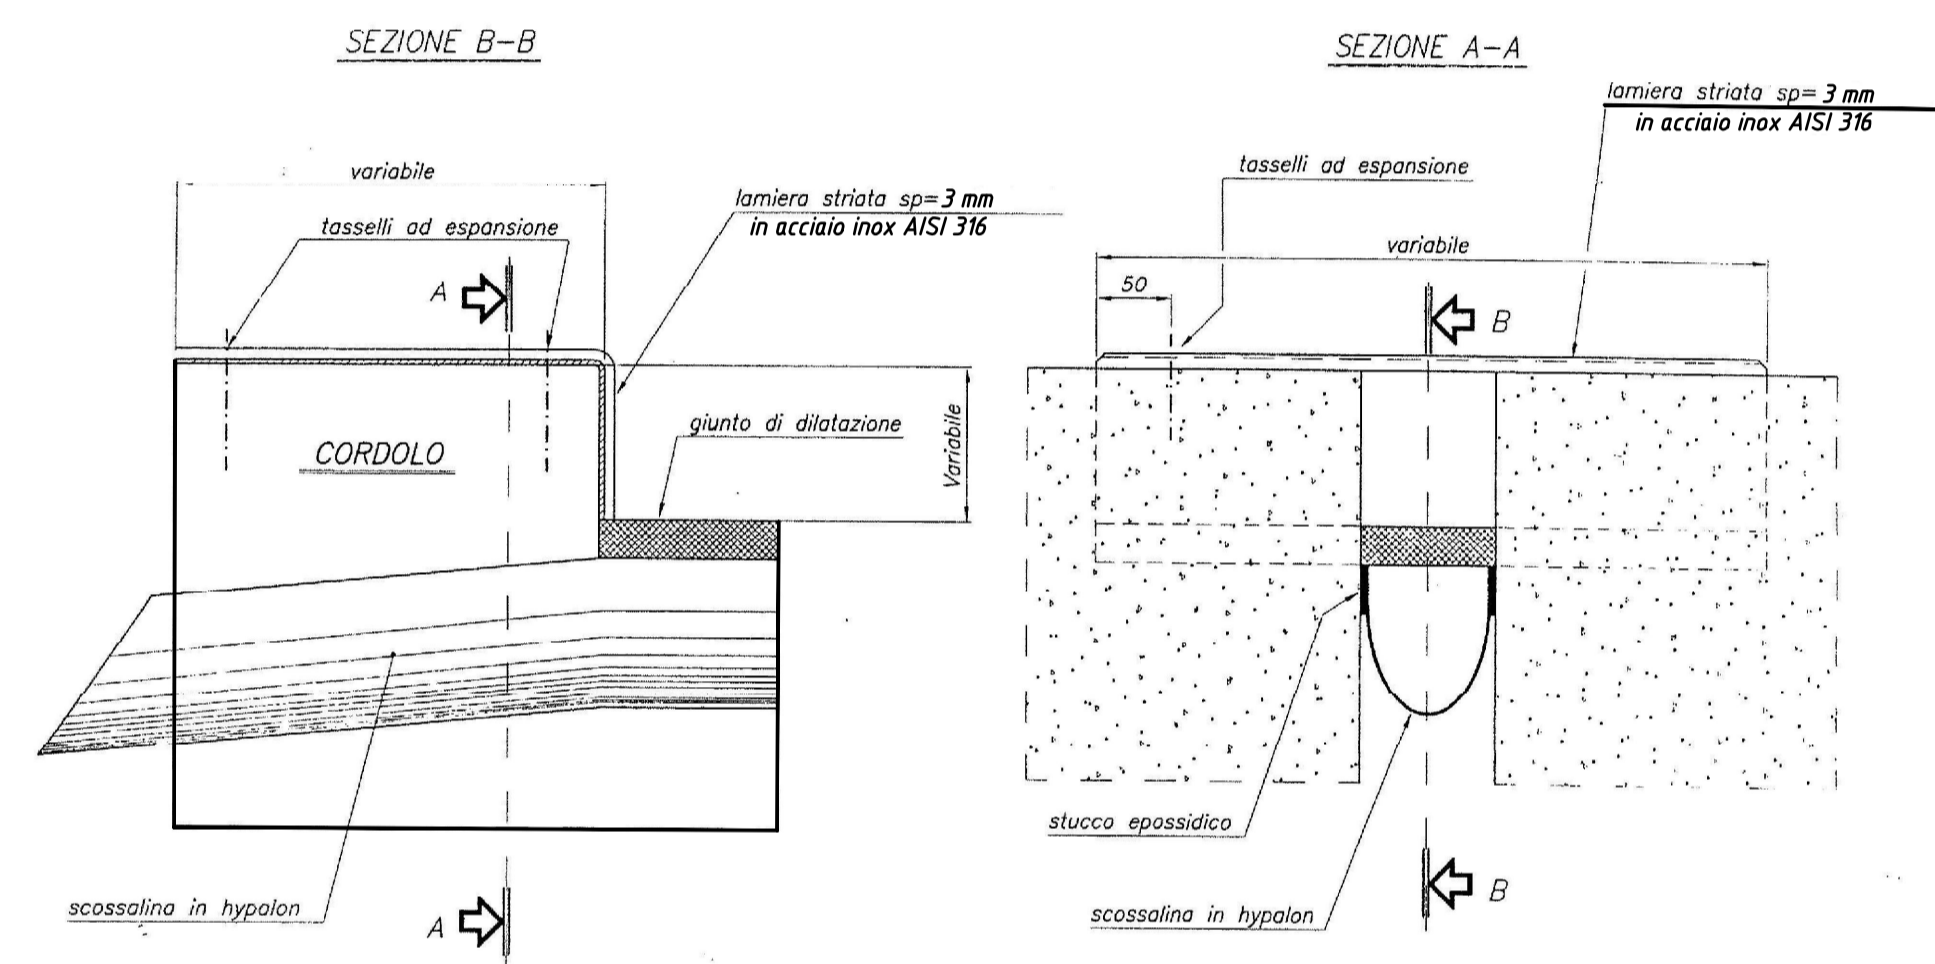 SEZIONE B-B
variabile
tasselli ad espansione
lamiera striata sp= 3 mm
in acciaio inox AISI 316
A
CORDOLO
giunto di dilatazione
Variabile
scossalina in hypalon
A
SEZIONE A-A
lamiera striata sp= 3 mm
in acciaio inox AISI 316
tasselli ad espansione
variabile
50
B
stucco epossidico
scossalina in hypalon
B